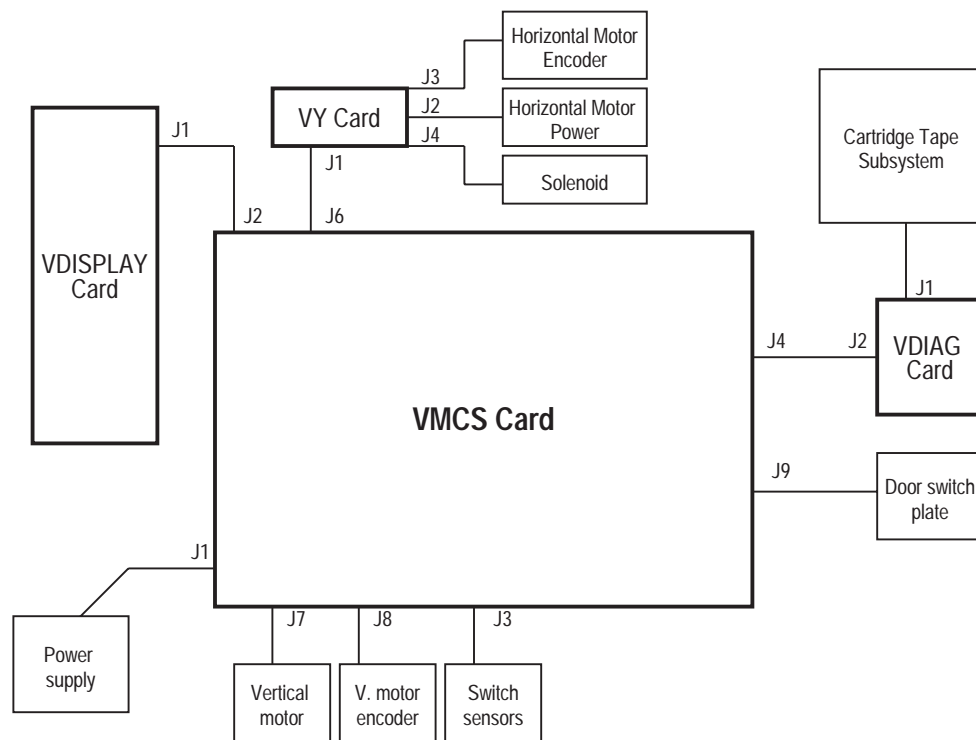 Horizontal Motor
Encoder
J3
VY Card
J2
Horizontal Motor
Power
J4
J1
Solenoid
J1
J2
J6
VDISPLAY
Card
Cartridge Tape
Subsystem
J1
J4
J2
VDIAG
Card
VMCS Card
J9
Door switch
plate
J1
Power
supply
J7
J8
J3
Vertical
motor
V. motor
encoder
Switch
sensors